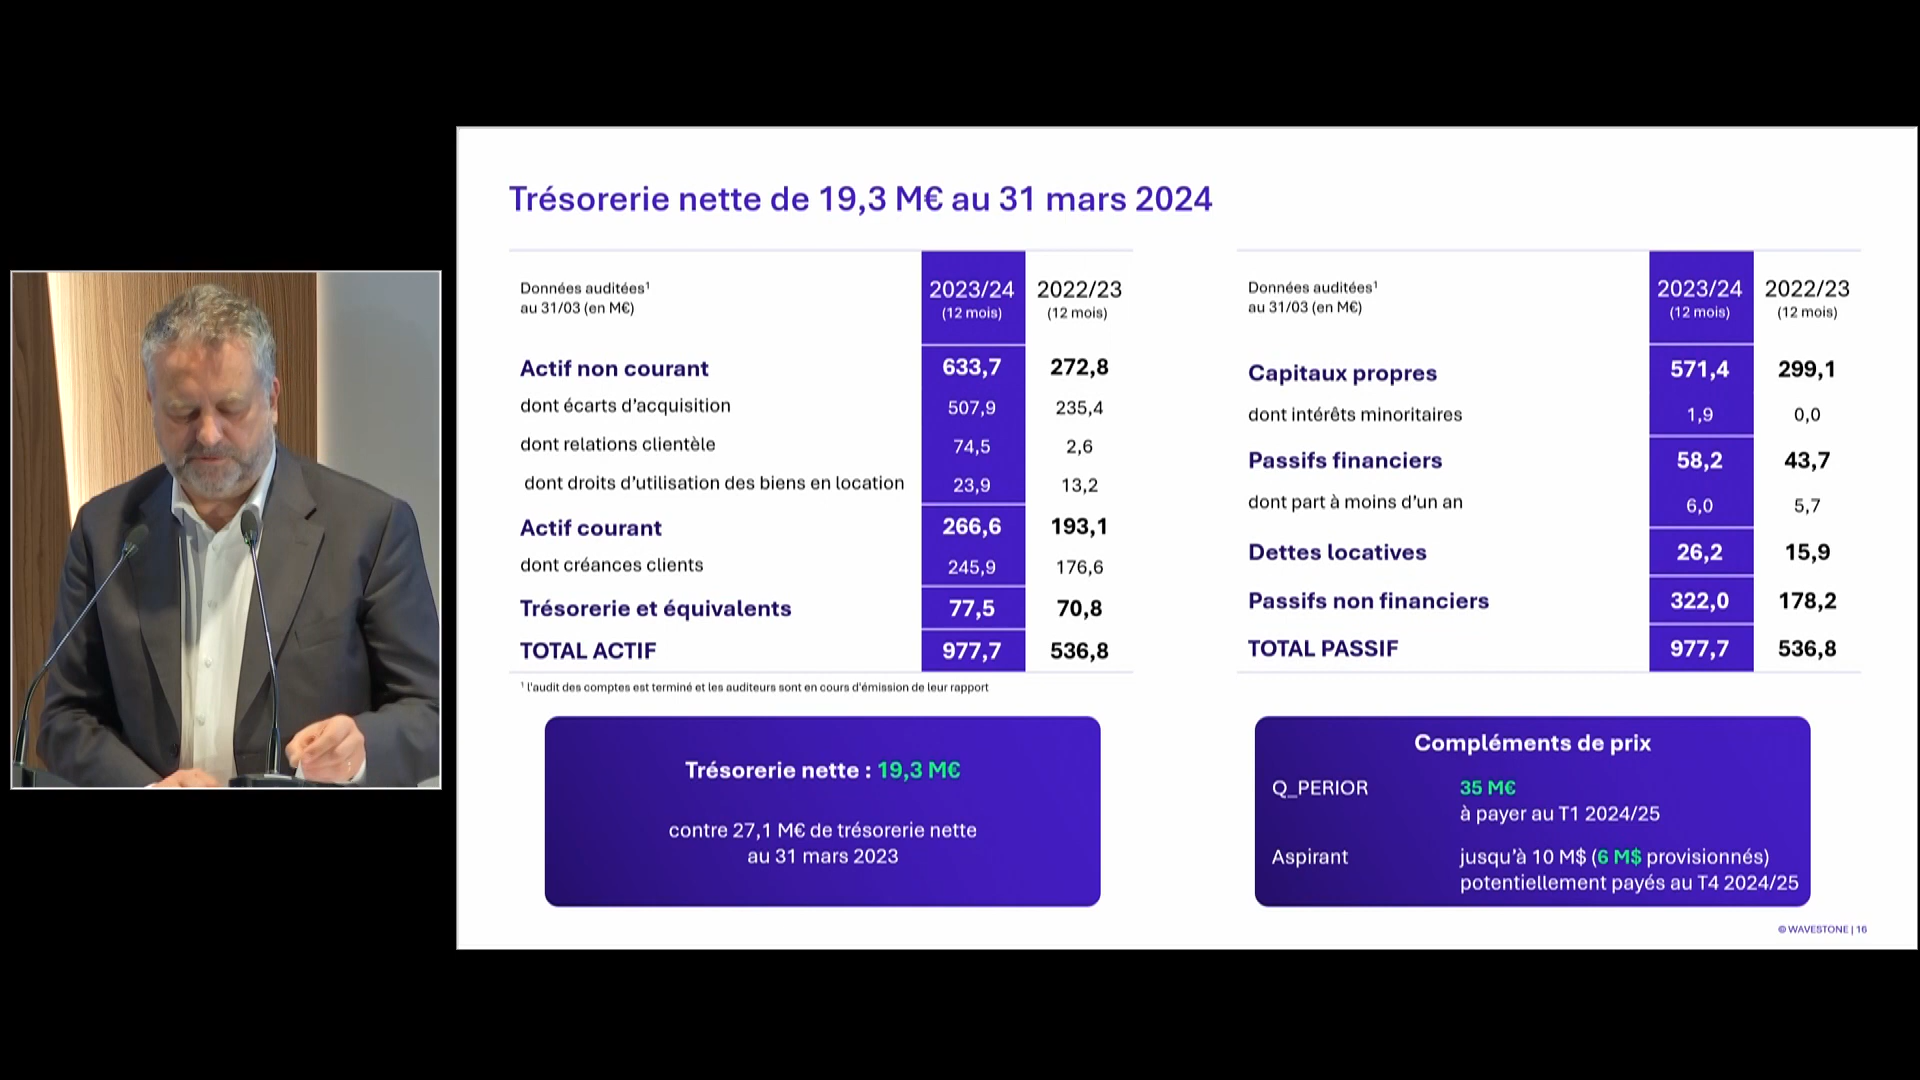 Trésorerie nette de 19,3 M€ au 31 mars 2024
Données auditées¹
au 31/03 (en M€)
2023/24
(12 mois)
2022/23
(12 mois)
Actif non courant 633,7 272,8
dont écarts d’acquisition 507,9 235,4
dont relations clientèle 74,5 2,6
dont droits d’utilisation des biens en location 23,9 13,2
Actif courant 266,6 193,1
dont créances clients 245,9 176,6
Trésorerie et équivalents 77,5 70,8
TOTAL ACTIF 977,7 536,8
¹ l'audit des comptes est terminé et les auditeurs sont en cours d'émission de leur rapport
Données auditées¹
au 31/03 (en M€)
2023/24
(12 mois)
2022/23
(12 mois)
Capitaux propres 571,4 299,1
dont intérêts minoritaires 1,9 0,0
Passifs financiers 58,2 43,7
dont part à moins d’un an 6,0 5,7
Dettes locatives 26,2 15,9
Passifs non financiers 322,0 178,2
TOTAL PASSIF 977,7 536,8
Trésorerie nette : 19,3 M€
contre 27,1 M€ de trésorerie nette
au 31 mars 2023
Compléments de prix
Q_PERIOR 35 M€
à payer au T1 2024/25
Aspirant jusqu’à 10 M$ (6 M$ provisionnés)
potentiellement payés au T4 2024/25
© WAVESTONE | 16